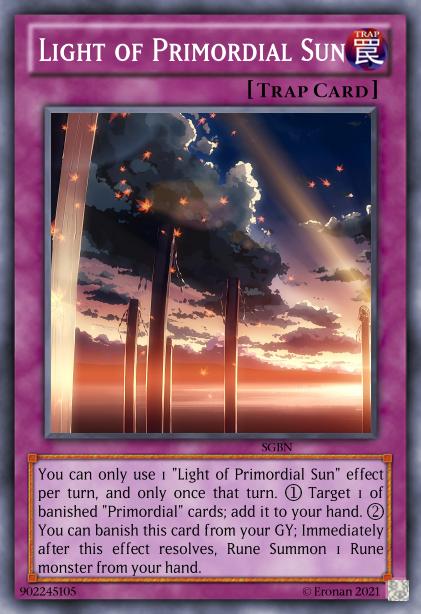 Light of Primordial Sun
TRAP
罠
[Trap Card]
SGBN
You can only use 1 "Light of Primordial Sun" effect
per turn, and only once that turn. ① Target 1 of
banished "Primordial" cards; add it to your hand. ②
You can banish this card from your GY; Immediately
after this effect resolves, Rune Summon 1 Rune
monster from your hand.
902245105
© Eronan 2021